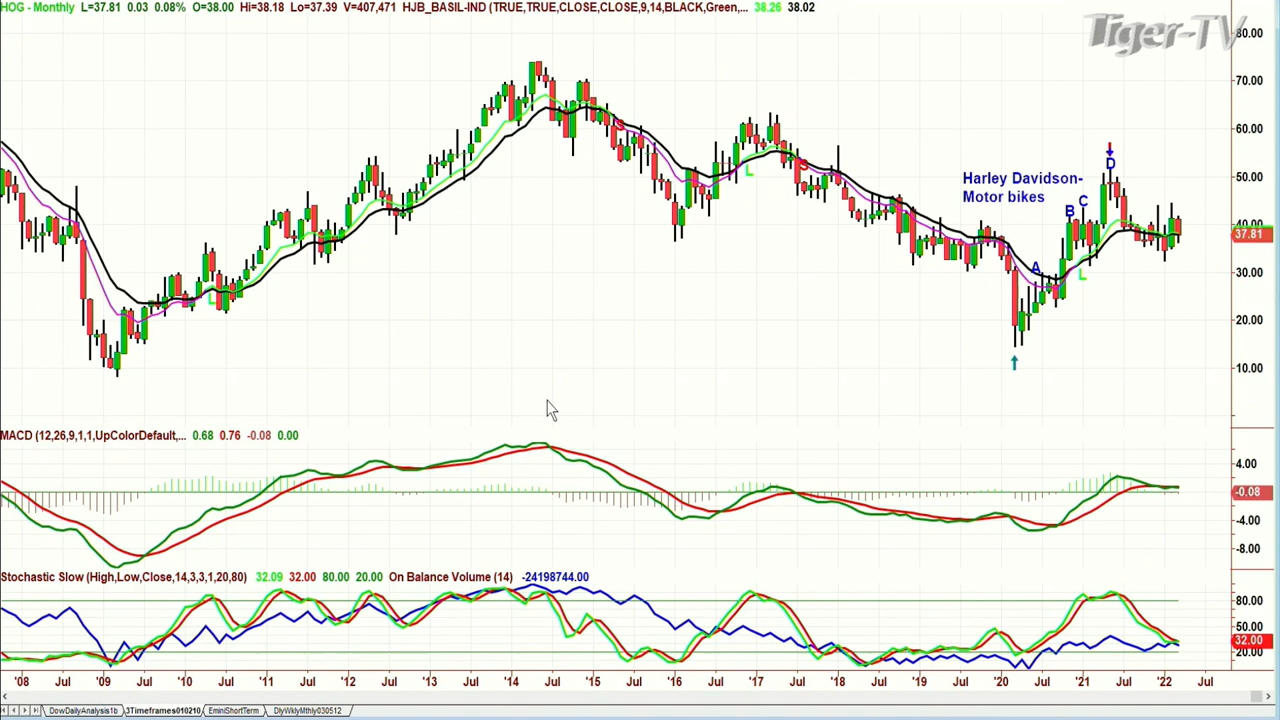 HOG - Monthly L=37.81 0.03 0.08% O=38.00 Hi=38.18 Lo=37.39 V=407,471 HJB_BASIL-IND (TRUE,TRUE,CLOSE,CLOSE,9,14,BLACK,Green,... 38.26 38.02
Tiger-TV
80.00
70.00
60.00
50.00
40.00
37.81
30.00
20.00
10.00
S
L
S
D
Harley Davidson-
Motor bikes
B C
A
L
L
MACD (12,26,9,1,1,UpColorDefault,... 0.68 0.76 -0.08 0.00
4.00
-0.08
-4.00
-8.00
Stochastic Slow (High,Low,Close,14,3,3,1,20,80) 32.09 32.00 80.00 20.00 On Balance Volume (14) -24198744.00
80.00
50.00
32.00
20.00
'08 Jul '09 Jul '10 Jul '11 Jul '12 Jul '13 Jul '14 Jul '15 Jul '16 Jul '17 Jul '18 Jul '19 Jul '20 Jul '21 Jul '22 Jul
DowDailyAnalysis1b 3Timeframes010210 EminiShortTerm DlyWklyMthly030512